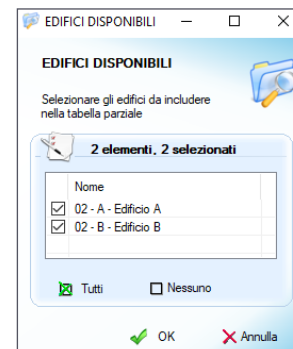 EDIFICI DISPONIBILI
EDIFICI DISPONIBILI
Selezionare gli edifici da includere
nella tabella parziale
2 elementi, 2 selezionati
Nome
02 - A - Edificio A
02 - B - Edificio B
Tutti Nessuno
OK Annulla